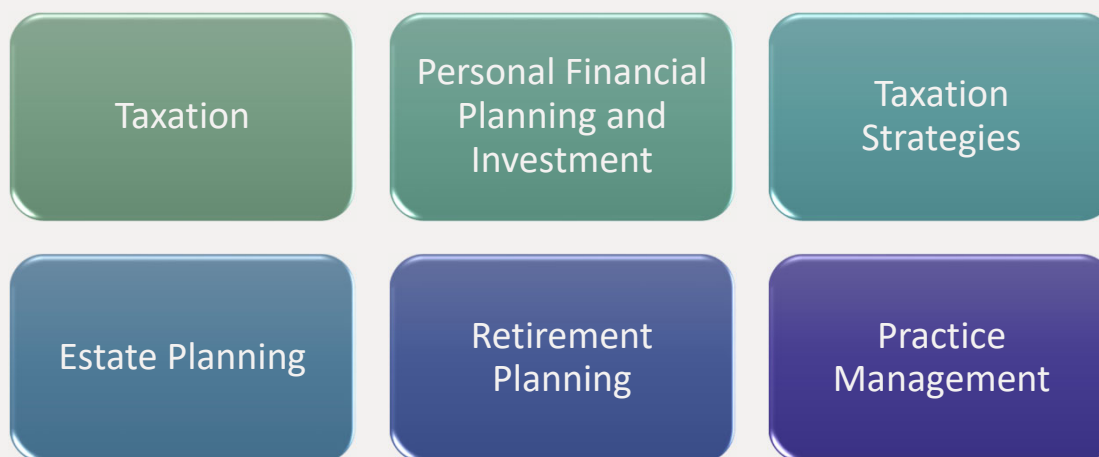 Taxation
Personal Financial
Planning and
Investment
Taxation
Strategies
Estate Planning
Retirement
Planning
Practice
Management